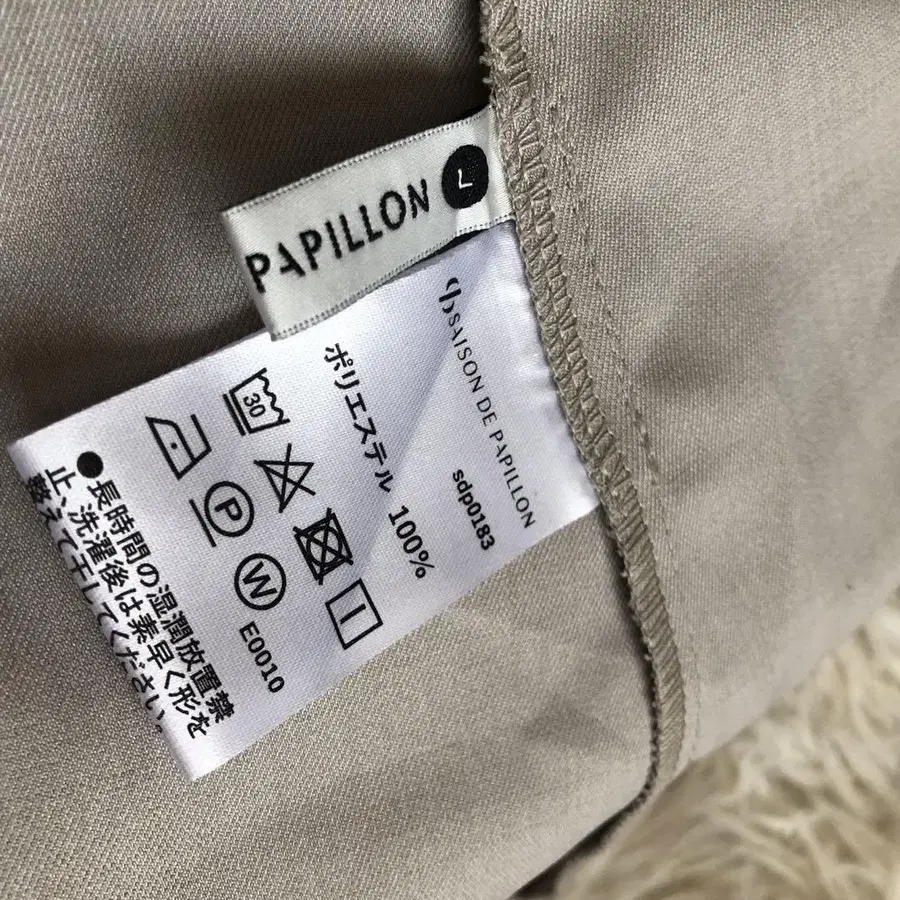 PAPILLON L
SAISON DE PAPILLON
sdp0183
ポリエステル 100%
30
P
W
E0010
●長時間の湿潤放置禁
止、洗濯後は素早く形を
整えて干してください。